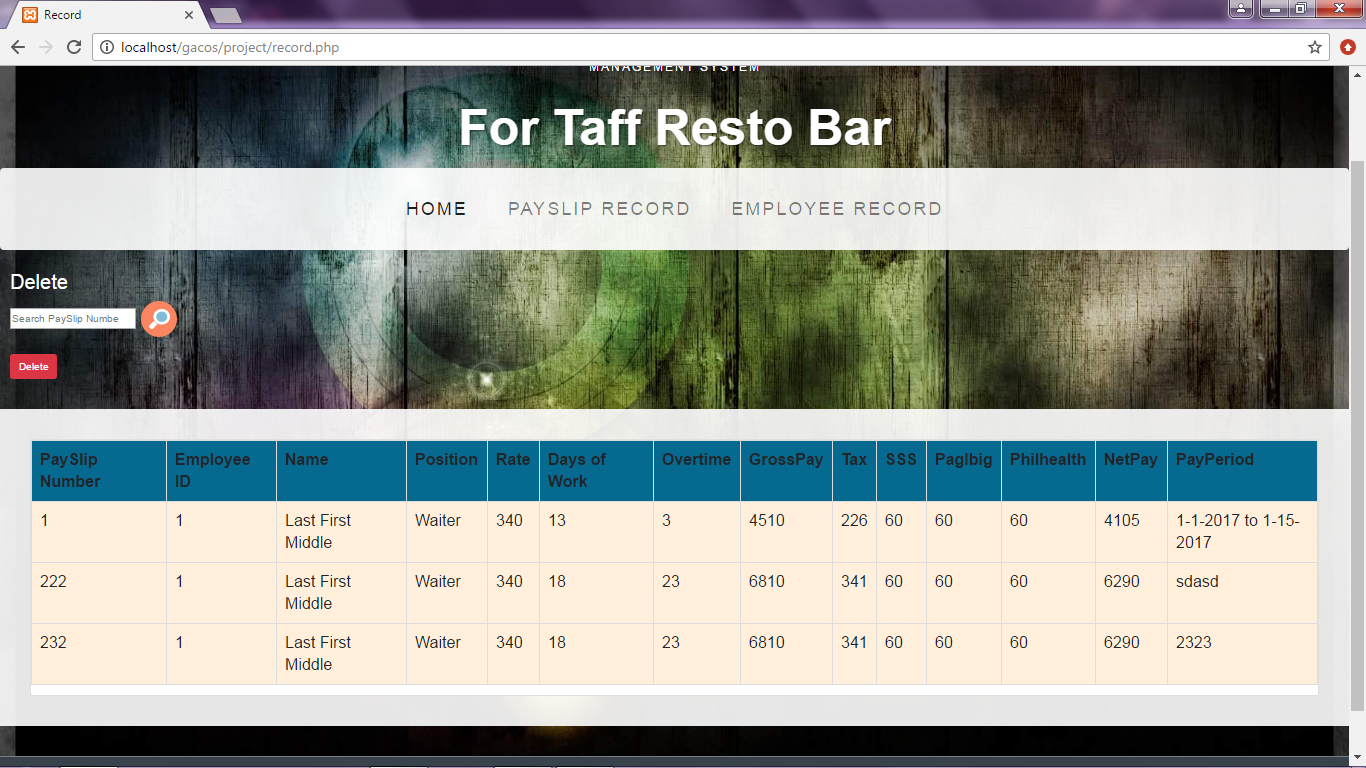 Record
localhost/gacos/project/record.php
MANAGEMENT SYSTEM
For Taff Resto Bar
HOME PAYSLIP RECORD EMPLOYEE RECORD
Delete
Search PaySlip Numbe
Delete
PaySlip Number Employee ID Name Position Rate Days of Work Overtime GrossPay Tax SSS PagIbig Philhealth NetPay PayPeriod
1 1 Last First Middle Waiter 340 13 3 4510 226 60 60 60 4105 1-1-2017 to 1-15-2017
222 1 Last First Middle Waiter 340 18 23 6810 341 60 60 60 6290 sdasd
232 1 Last First Middle Waiter 340 18 23 6810 341 60 60 60 6290 2323